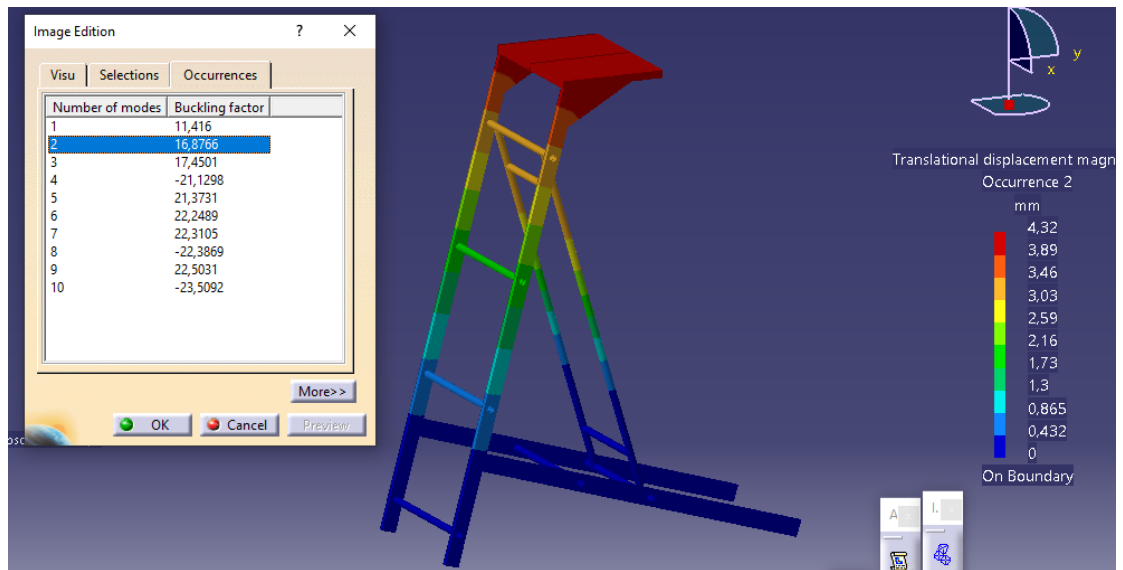 Image Edition ? ×
Visu Selections Occurrences
Number of modes Buckling factor
1 11,416
2 16,8766
3 17,4501
4 -21,1298
5 21,3731
6 22,2489
7 22,3105
8 -22,3869
9 22,5031
10 -23,5092
More>>
OK Cancel Preview
y
x
Translational displacement magn
Occurrence 2
mm
4,32
3,89
3,46
3,03
2,59
2,16
1,73
1,3
0,865
0,432
0
On Boundary
A
I.